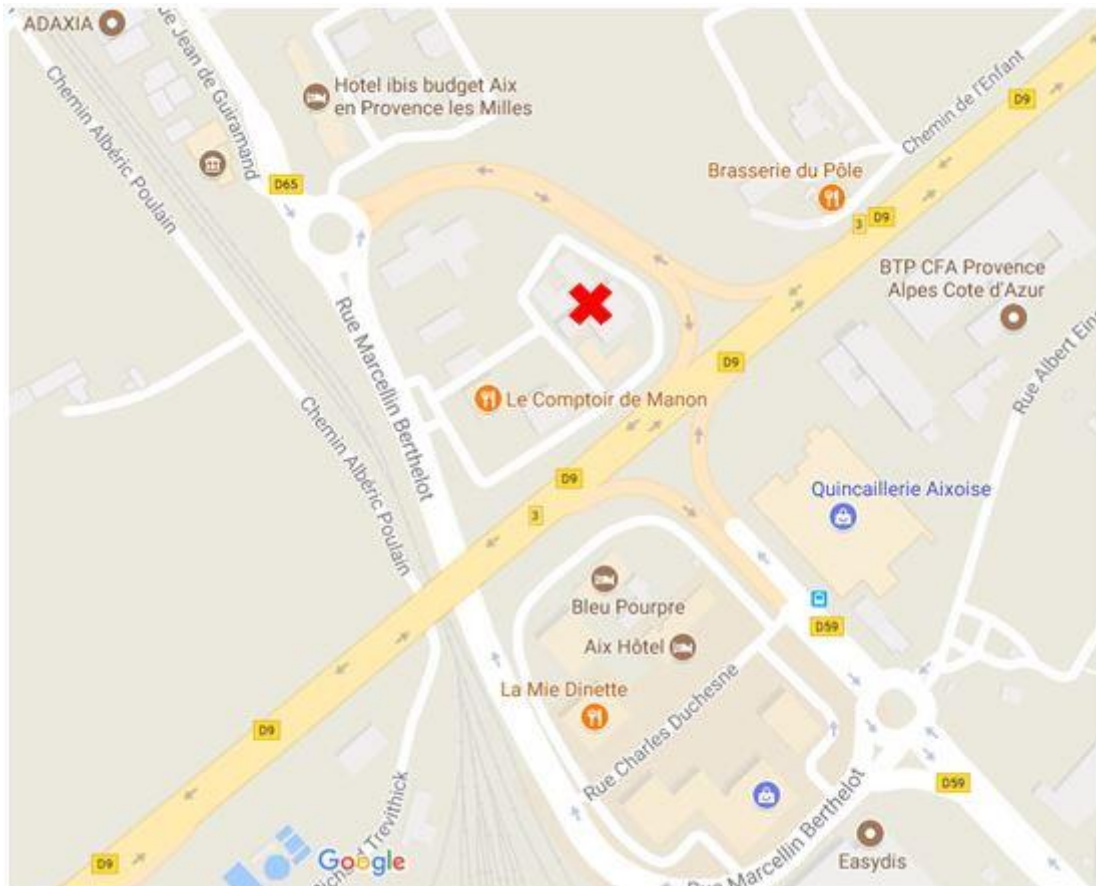 ADAXIA
Rue Jean de Guiramand
Chemin Albéric Poulain
Hotel ibis budget Aix
en Provence les Milles
D9
Chemin de l'Enfant
Brasserie du Pôle
D65
3
D9
BTP CFA Provence
Alpes Cote d'Azur
Rue Marcellin Berthelot
D9
Rue Albert Ein
Le Comptoir de Manon
Chemin Albéric Poulain
D9
Quincaillerie Aixoise
3
Bleu Pourpre
D59
Aix Hôtel
La Mie Dinette
Rue Charles Duchesne
D9
D59
Rue Marcellin Berthelot
Trevithick
Google
D9
Easydis